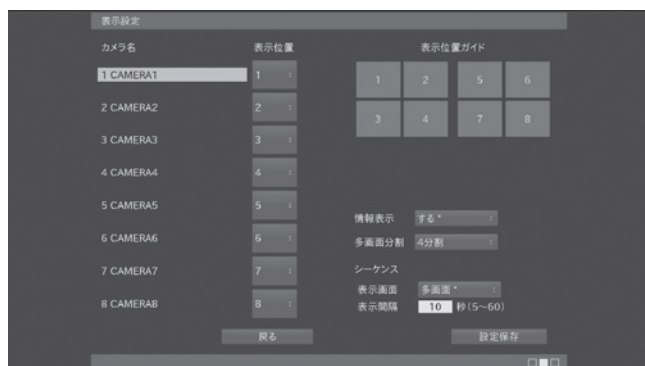 表示設定
カメラ名 表示位置 表示位置ガイド
1 CAMERA1 1
2 CAMERA2 2
3 CAMERA3 3
4 CAMERA4 4
5 CAMERA5 5
6 CAMERA6 6
7 CAMERA7 7
8 CAMERA8 8
1 2 5 6
3 4 7 8
情報表示 する*
多画面分割 4分割
シーケンス
表示画面 多画面*
表示間隔 10 秒(5~60)
戻る 設定保存